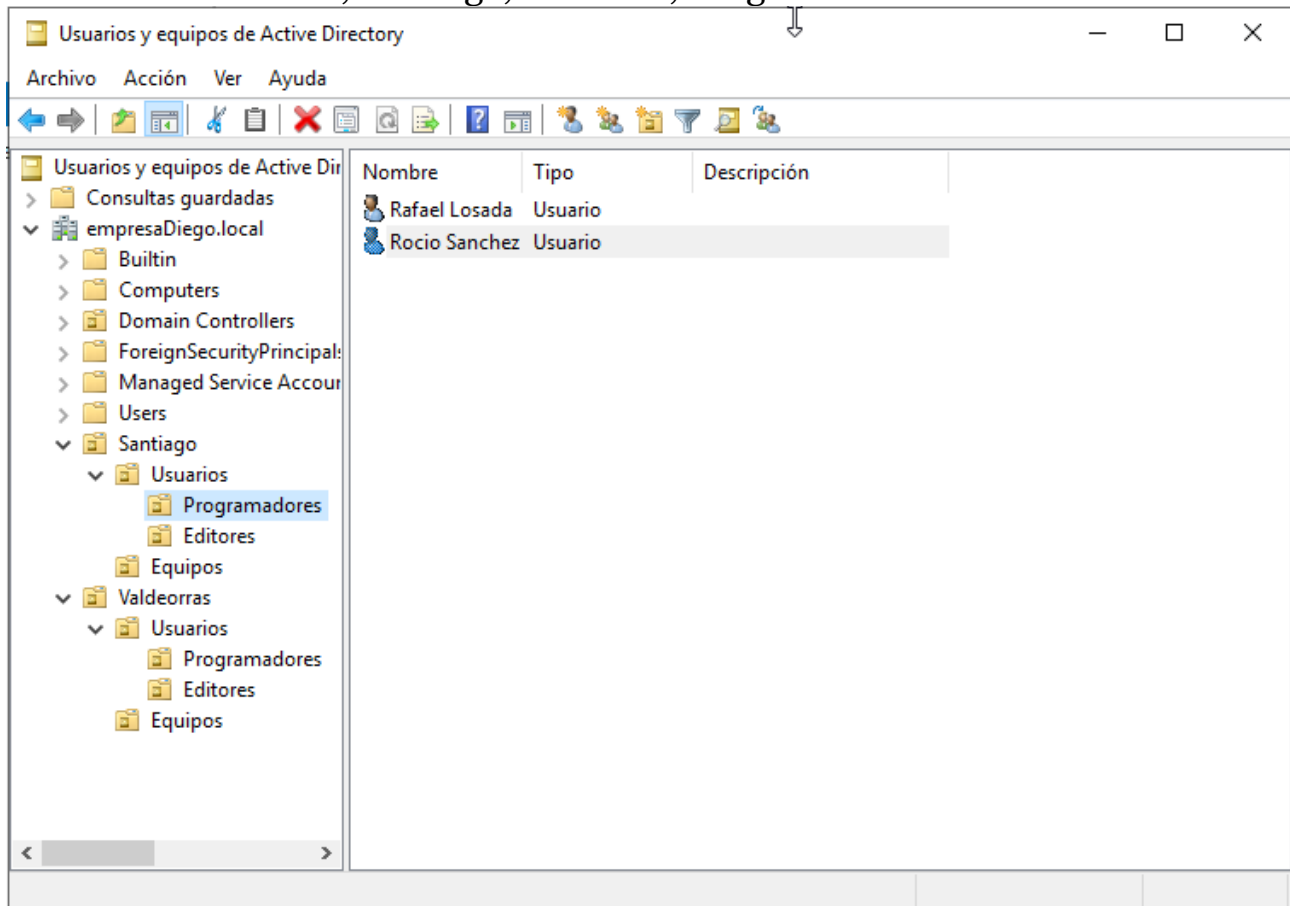 Usuarios y equipos de Active Directory
Archivo Acción Ver Ayuda
Usuarios y equipos de Active Dir
Consultas guardadas
empresaDiego.local
Builtin
Computers
Domain Controllers
ForeignSecurityPrincipals
Managed Service Accour
Users
Santiago
Usuarios
Programadores
Editores
Equipos
Valdeorras
Usuarios
Programadores
Editores
Equipos
Nombre Tipo Descripción
Rafael Losada Usuario
Rocio Sanchez Usuario